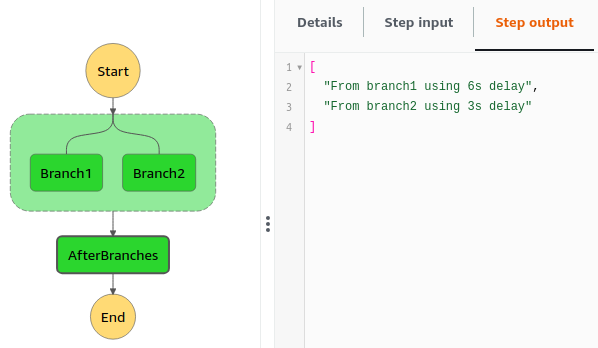 Start
Branch1 Branch2
AfterBranches
End
Details Step input Step output
1 [
2 "From branch1 using 6s delay",
3 "From branch2 using 3s delay"
4 ]